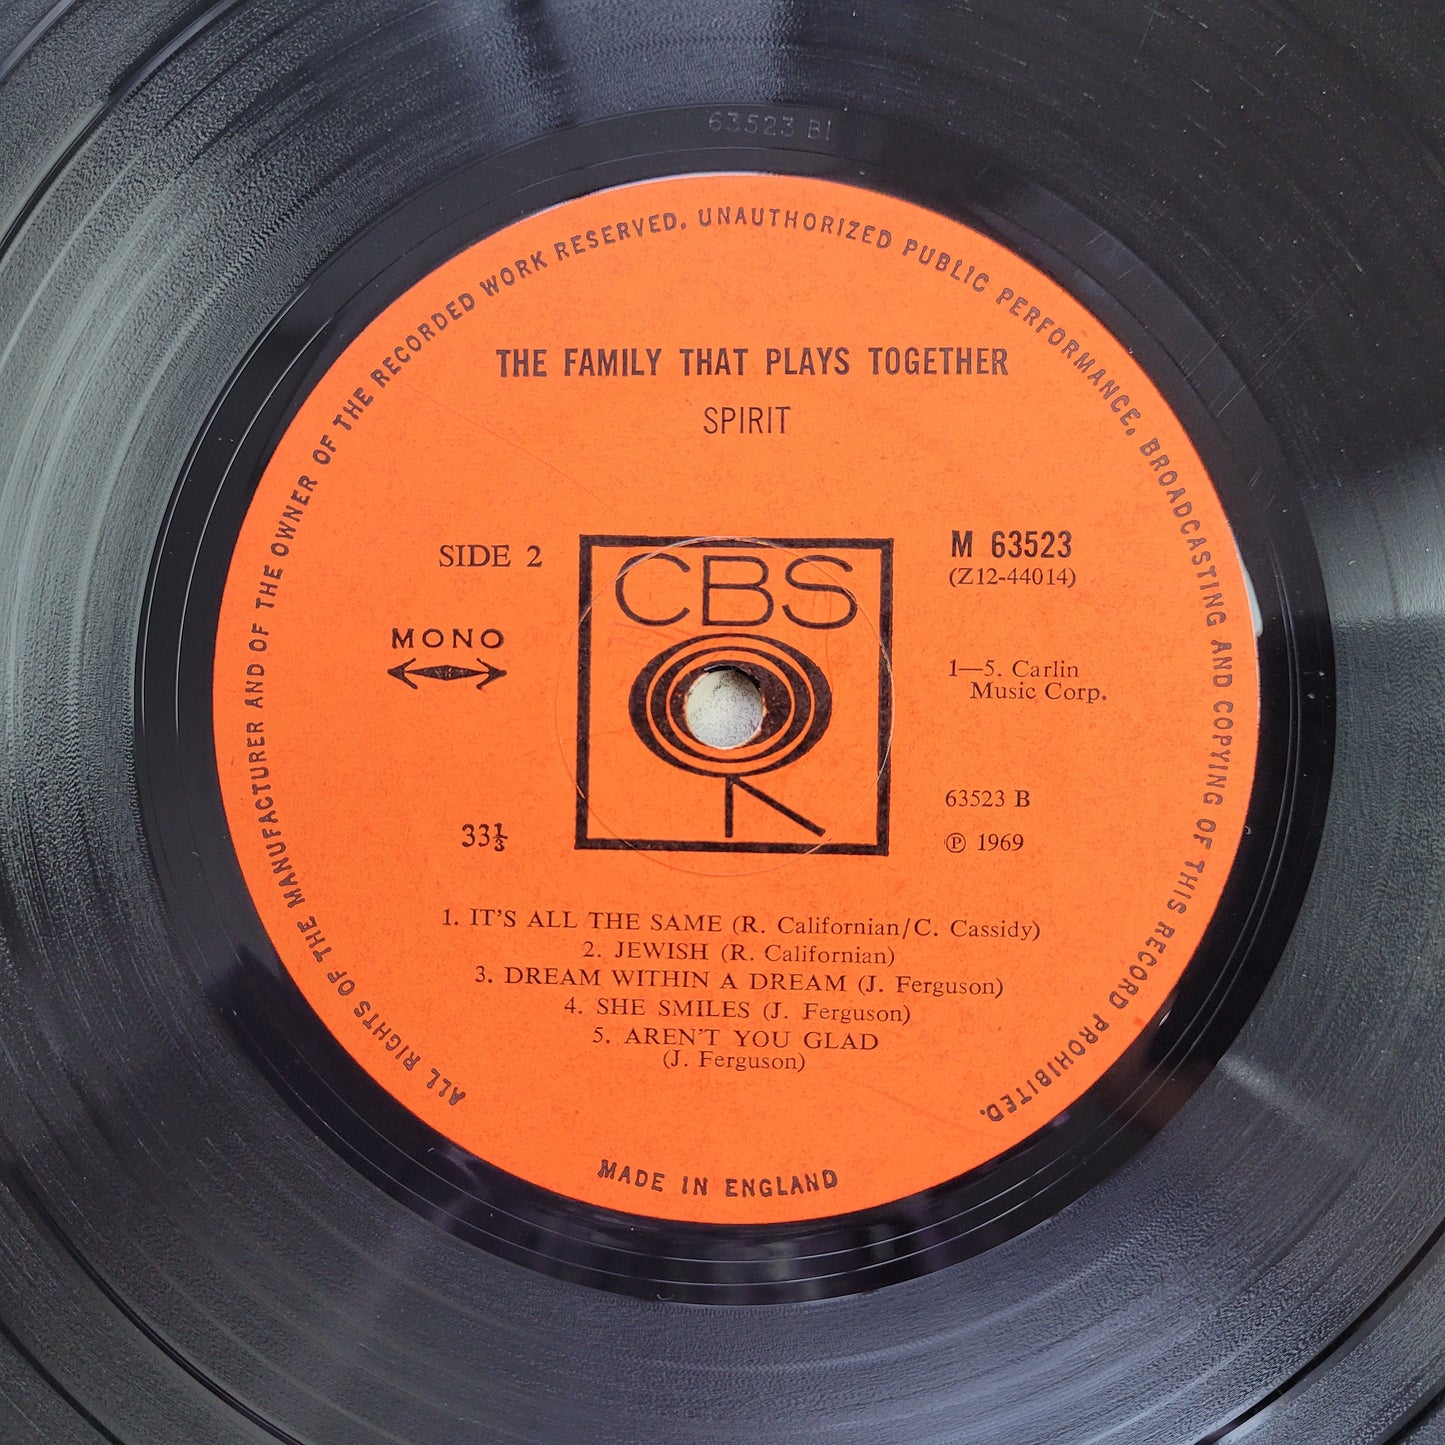 63523 B1
ALL RIGHTS OF THE MANUFACTURER AND OF THE OWNER OF THE RECORDED WORK RESERVED. UNAUTHORIZED PUBLIC PERFORMANCE, BROADCASTING AND COPYING OF THIS RECORD PROHIBITED.
THE FAMILY THAT PLAYS TOGETHER
SPIRIT
SIDE 2
CBS
M 63523
(Z12-44014)
MONO
1—5. Carlin
Music Corp.
63523 B
33⅓
℗ 1969
1. IT'S ALL THE SAME (R. Californian/C. Cassidy)
2. JEWISH (R. Californian)
3. DREAM WITHIN A DREAM (J. Ferguson)
4. SHE SMILES (J. Ferguson)
5. AREN'T YOU GLAD
(J. Ferguson)
MADE IN ENGLAND